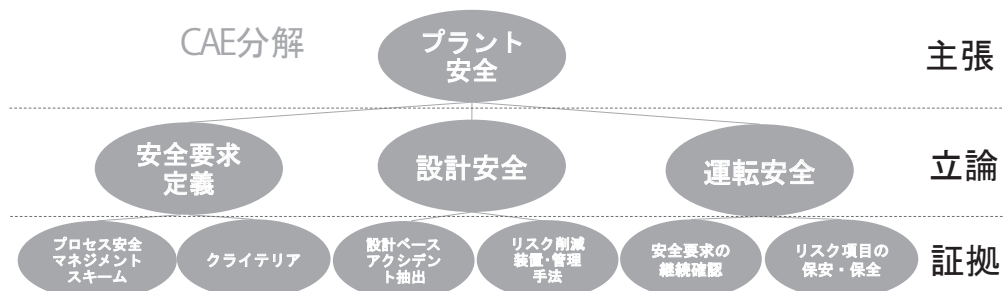 CAE分解
プラント
安全
主張
安全要求
定義
設計安全
運転安全
立論
プロセス安全
マネジメント
スキーム
クライテリア
設計ベース
アクシデン
ト抽出
リスク削減
装置・管理
手法
安全要求の
継続確認
リスク項目の
保安・保全
証拠